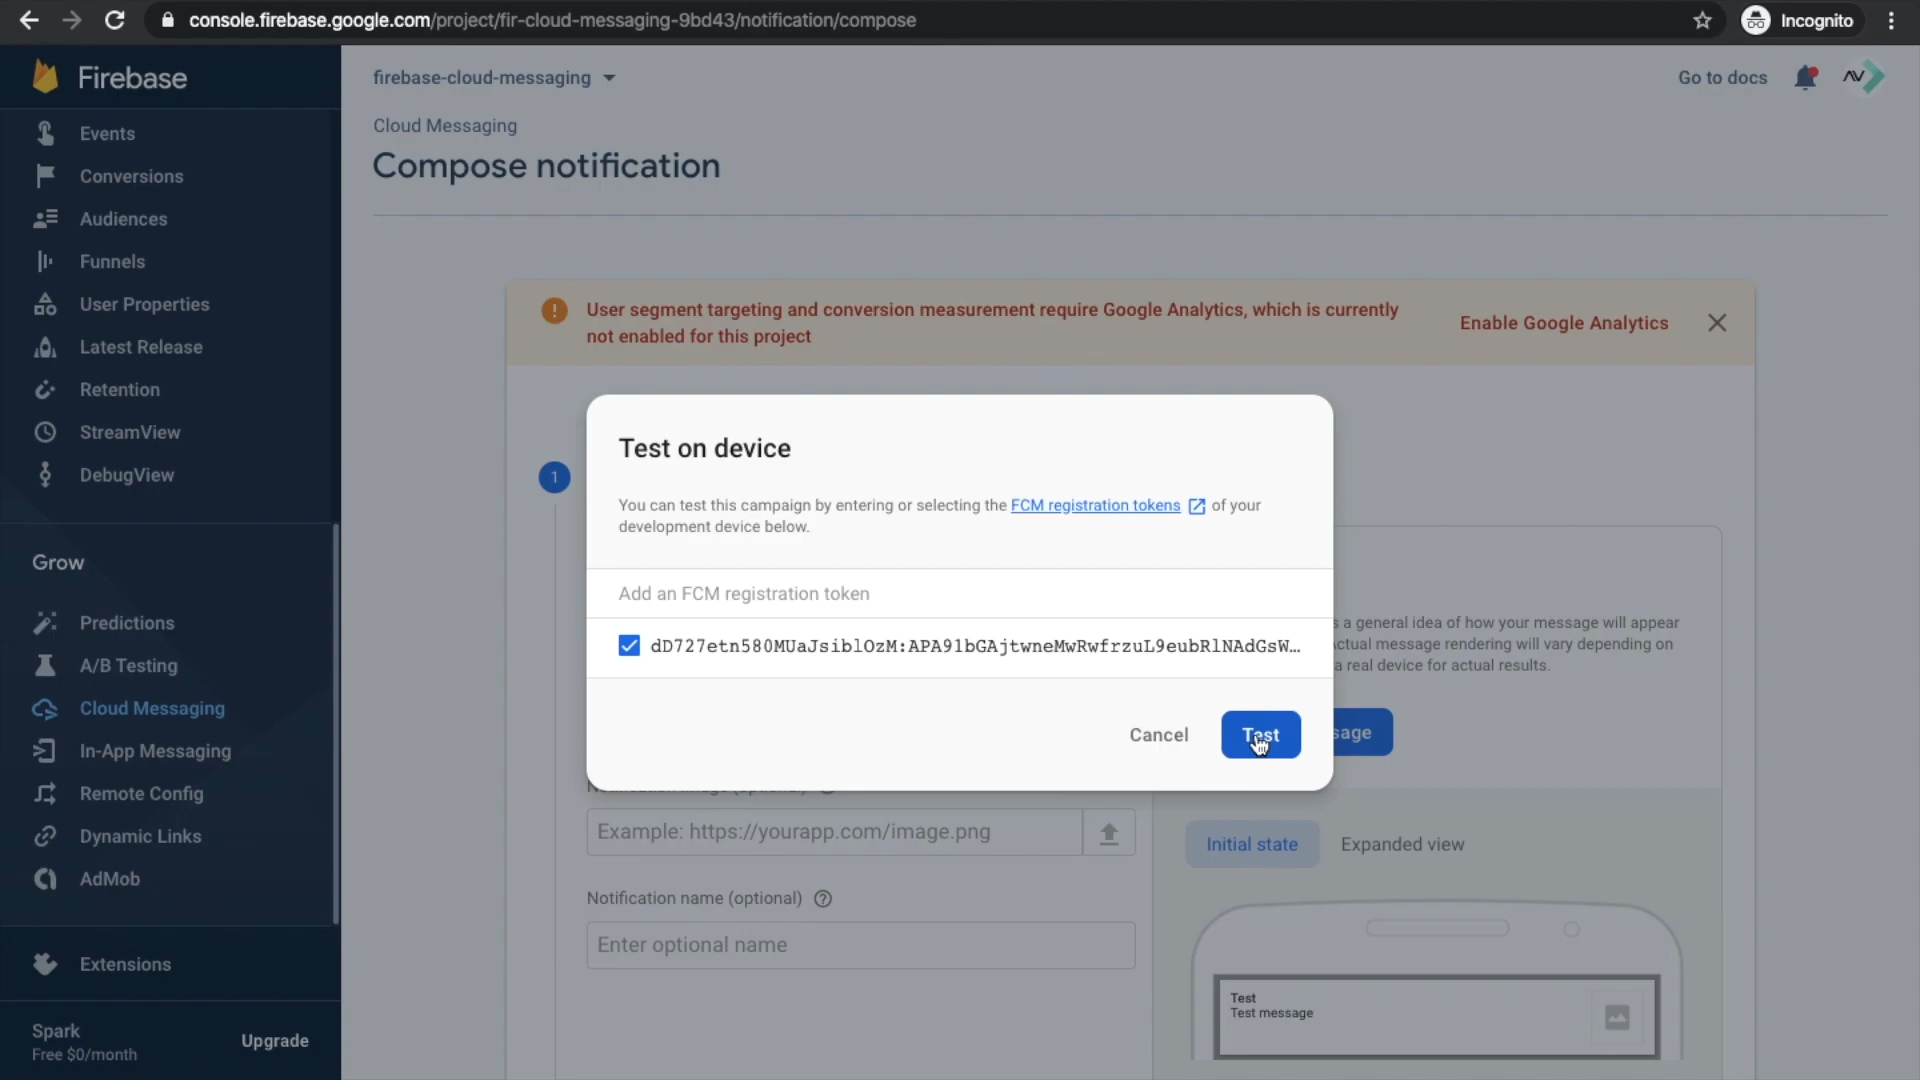 console.firebase.google.com/project/fir-cloud-messaging-9bd43/notification/compose
Incognito
Firebase
Events
Conversions
Audiences
Funnels
User Properties
Latest Release
Retention
StreamView
DebugView
Grow
Predictions
A/B Testing
Cloud Messaging
In-App Messaging
Remote Config
Dynamic Links
AdMob
Extensions
Spark
Free $0/month
Upgrade
firebase-cloud-messaging
Go to docs
Cloud Messaging
Compose notification
! User segment targeting and conversion measurement require Google Analytics, which is currently
not enabled for this project
Enable Google Analytics
1
Test on device
You can test this campaign by entering or selecting the FCM registration tokens of your
development device below.
Add an FCM registration token
dD727etn580MUaJsiblOzM:APA91bGAjtwneMwRwfrzuL9eubRlNAdGsW...
Cancel
Test
s a general idea of how your message will appear
ctual message rendering will vary depending on
a real device for actual results.
sage
Example: https://yourapp.com/image.png
Notification name (optional) ?
Enter optional name
Initial state
Expanded view
Test
Test message